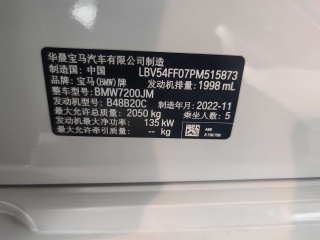 华晨宝马汽车有限公司制造
制造国：中国 LBV54FF07PM515873
品牌：宝马(BMW)牌 发动机排量：1998 mL
整车型号：BMW7200JM
发动机型号：B48B20C 制造年月：2022-11
最大允许总质量：2050 kg 乘坐人数：5
发动机最大净功率：135 kW
最大允许牵引质量：-- kg